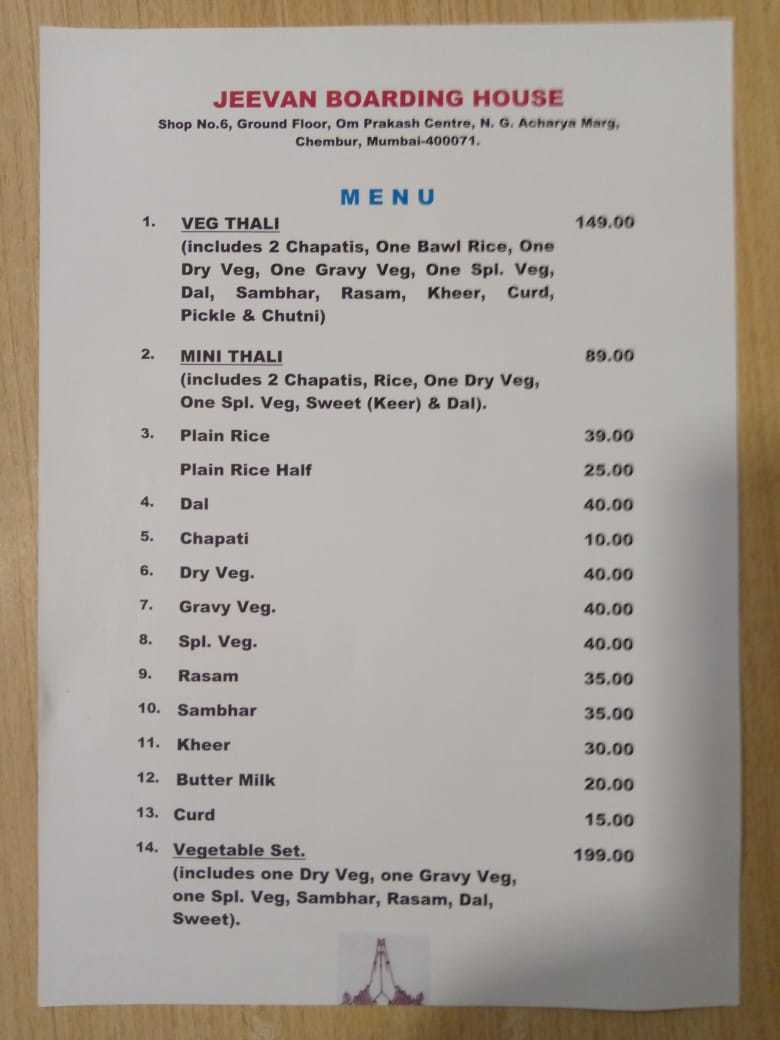 JEEVAN BOARDING HOUSE
Shop No.6, Ground Floor, Om Prakash Centre, N. G. Acharya Marg,
Chembur, Mumbai-400071.
MENU
1. VEG THALI 149.00
(includes 2 Chapatis, One Bawl Rice, One
Dry Veg, One Gravy Veg, One Spl. Veg,
Dal, Sambhar, Rasam, Kheer, Curd,
Pickle & Chutni)
2. MINI THALI 89.00
(includes 2 Chapatis, Rice, One Dry Veg,
One Spl. Veg, Sweet (Keer) & Dal).
3. Plain Rice 39.00
Plain Rice Half 25.00
4. Dal 40.00
5. Chapati 10.00
6. Dry Veg. 40.00
7. Gravy Veg. 40.00
8. Spl. Veg. 40.00
9. Rasam 35.00
10. Sambhar 35.00
11. Kheer 30.00
12. Butter Milk 20.00
13. Curd 15.00
14. Vegetable Set. 199.00
(includes one Dry Veg, one Gravy Veg,
one Spl. Veg, Sambhar, Rasam, Dal,
Sweet).